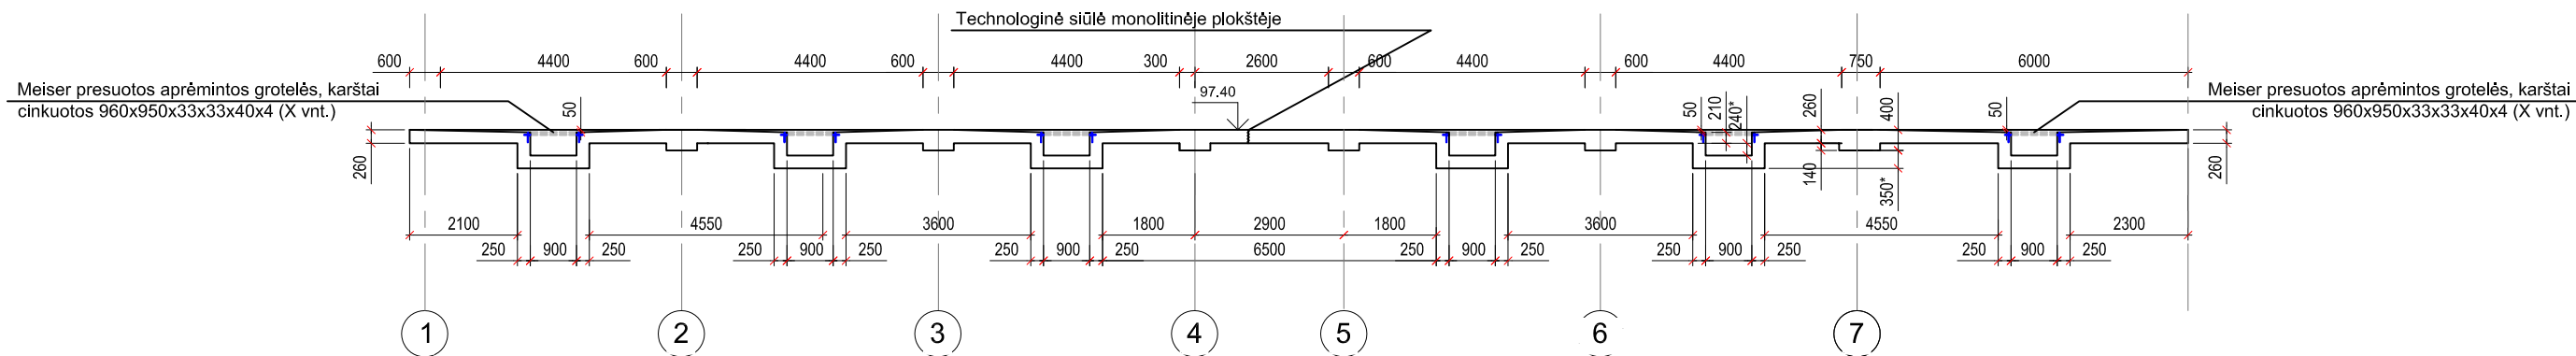 Technologinė siūlė monolitinėje plokštėje
600 4400 600 4400 600 4400 300 2600 600 4400 600 4400 750 6000
Meiser presuotos aprėmintos grotelės, karštai
cinkuotos 960x950x33x33x40x4 (X vnt.)
Meiser presuotos aprėmintos grotelės, karštai
cinkuotos 960x950x33x33x40x4 (X vnt.)
97.40
50 50 210 240* 260 400 50
260 140 350* 260
2100 4550 3600 1800 2900 1800 3600 4550 2300
250 900 250 250 900 250 250 900 250 6500 250 900 250 250 900 250 250 900 250
1 2 3 4 5 6 7